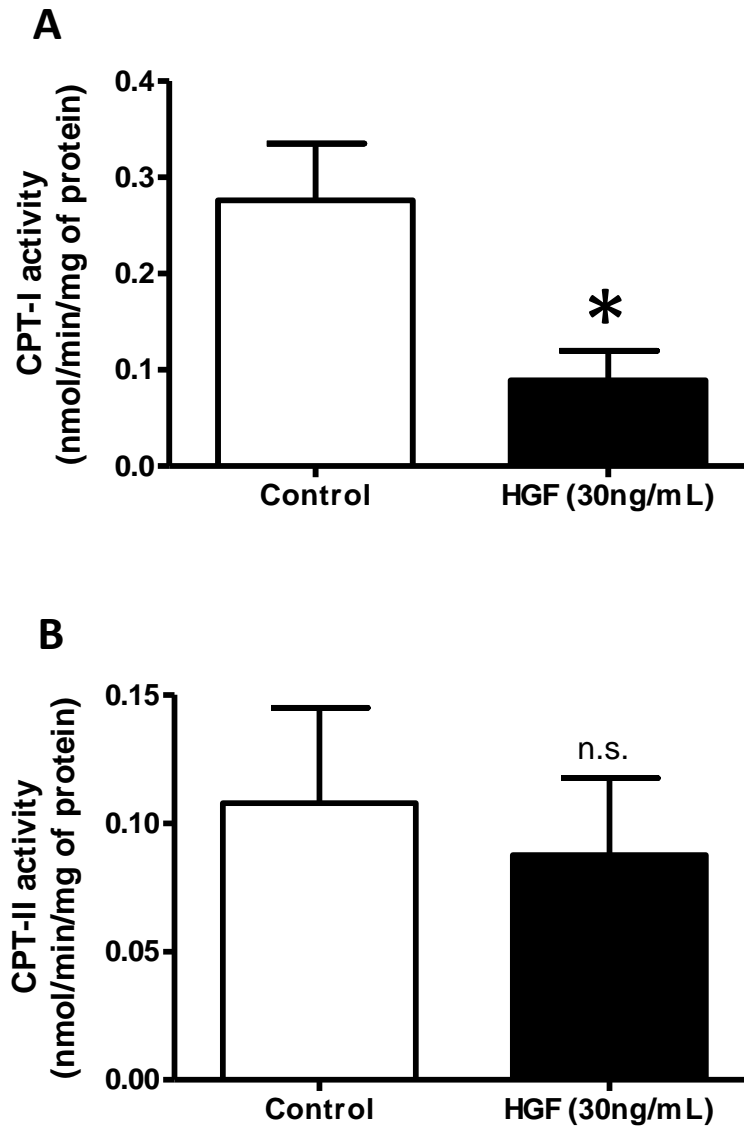 A
CPT-I activity
(nmol/min/mg of protein)
0.4
0.3
0.2
0.1
0.0
*
Control
HGF (30ng/mL)
B
CPT-II activity
(nmol/min/mg of protein)
0.15
0.10
0.05
0.00
n.s.
Control
HGF (30ng/mL)